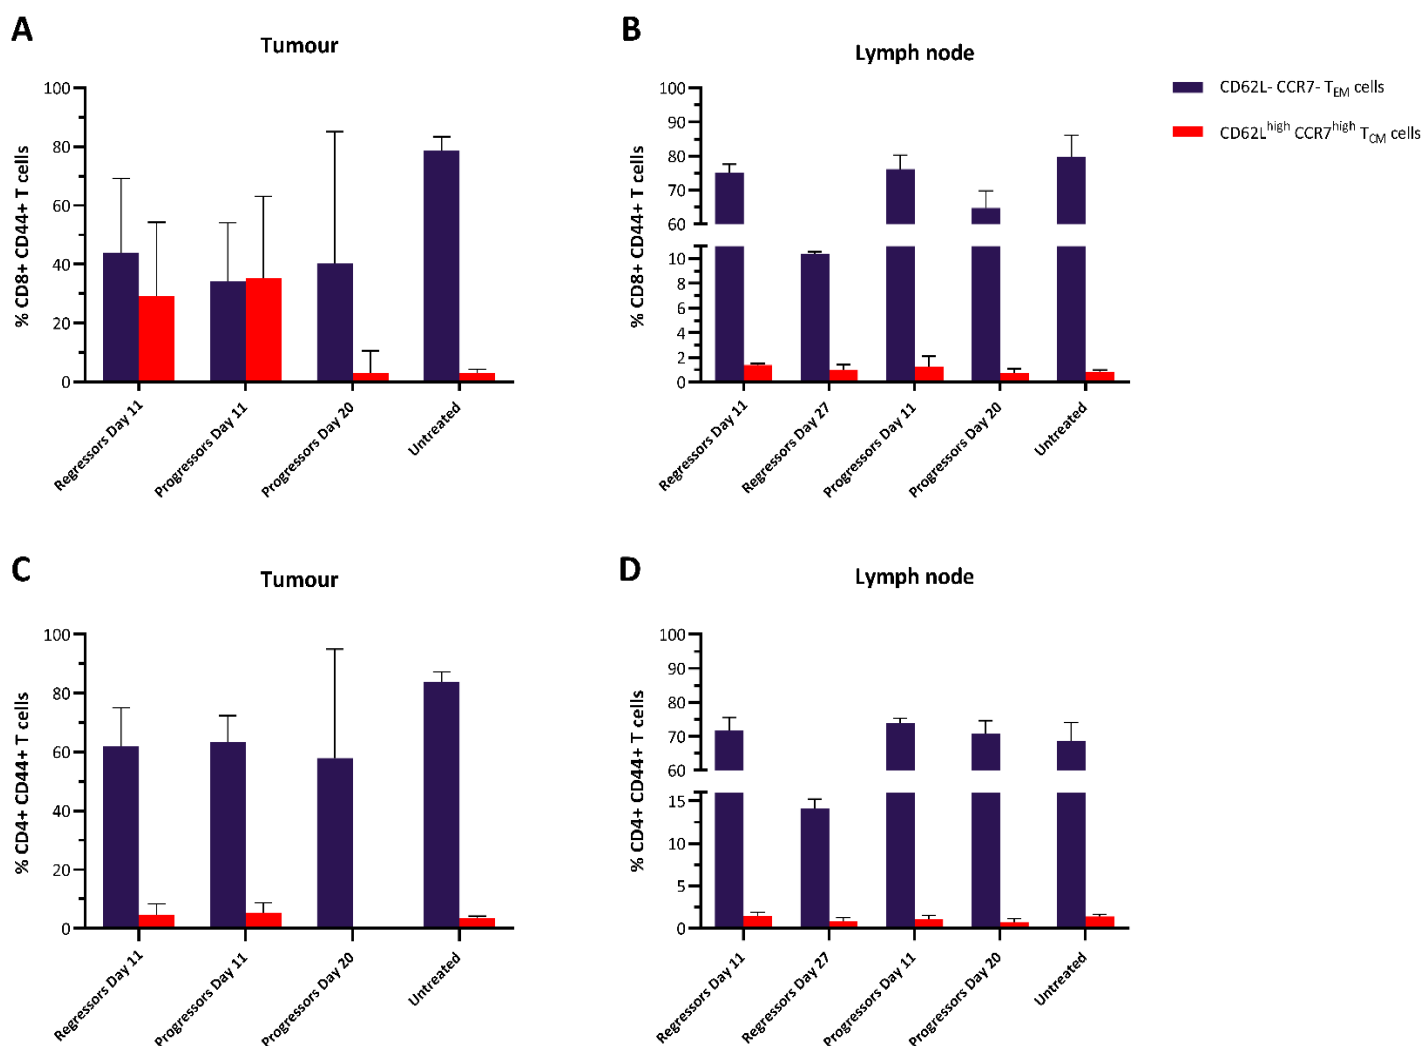 A
Tumour
% CD8+ CD44+ T cells
100
80
60
40
20
0
Regressors Day 11
Progressors Day 11
Progressors Day 20
Untreated
B
Lymph node
% CD8+ CD44+ T cells
100
90
80
70
60
10
8
6
4
2
0
Regressors Day 11
Regressors Day 27
Progressors Day 11
Progressors Day 20
Untreated
CD62L- CCR7- TEM cells
CD62Lhigh CCR7high TCM cells
C
Tumour
% CD4+ CD44+ T cells
100
80
60
40
20
0
Regressors Day 11
Progressors Day 11
Progressors Day 20
Untreated
D
Lymph node
% CD4+ CD44+ T cells
100
90
80
70
60
15
10
5
0
Regressors Day 11
Regressors Day 27
Progressors Day 11
Progressors Day 20
Untreated